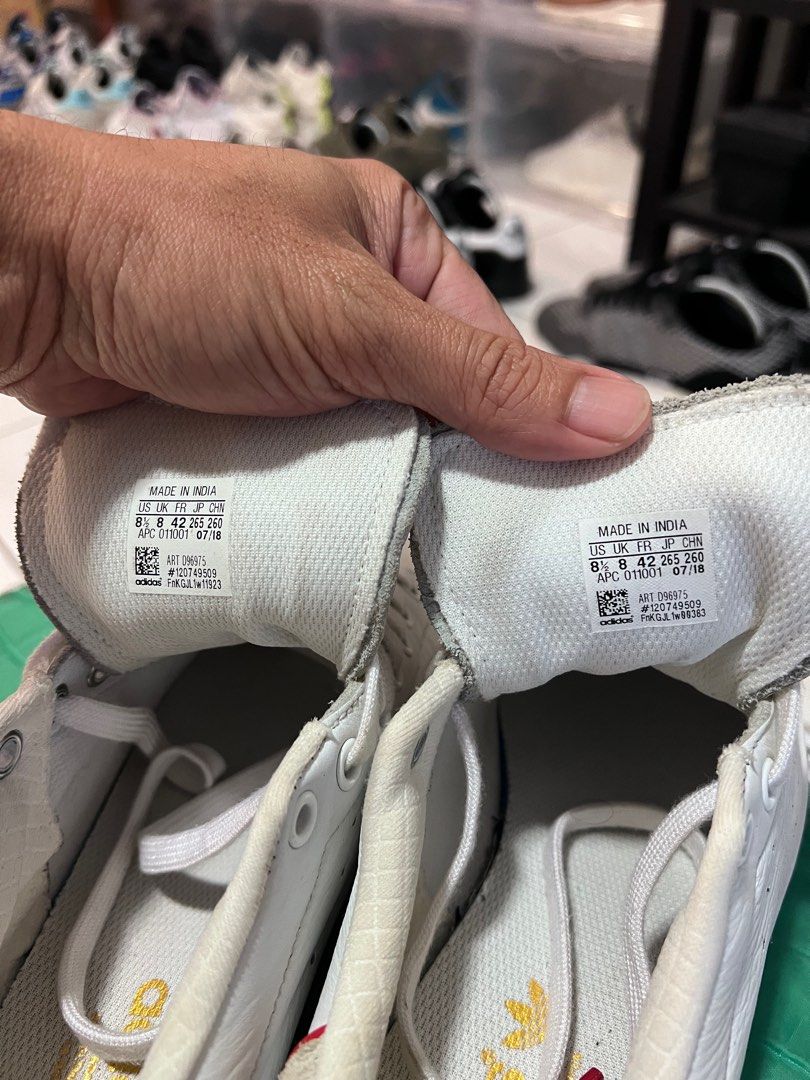 MADE IN INDIA
US UK FR JP CHN
8½ 8 42 265 260
APC 011001 07/18
ART D96975
#120749509
FnKGJL1w11923
adidas
MADE IN INDIA
US UK FR JP CHN
8½ 8 42 265 260
APC 011001 07/18
ART D96975
#120749509
FnKGJL1w00383
adidas